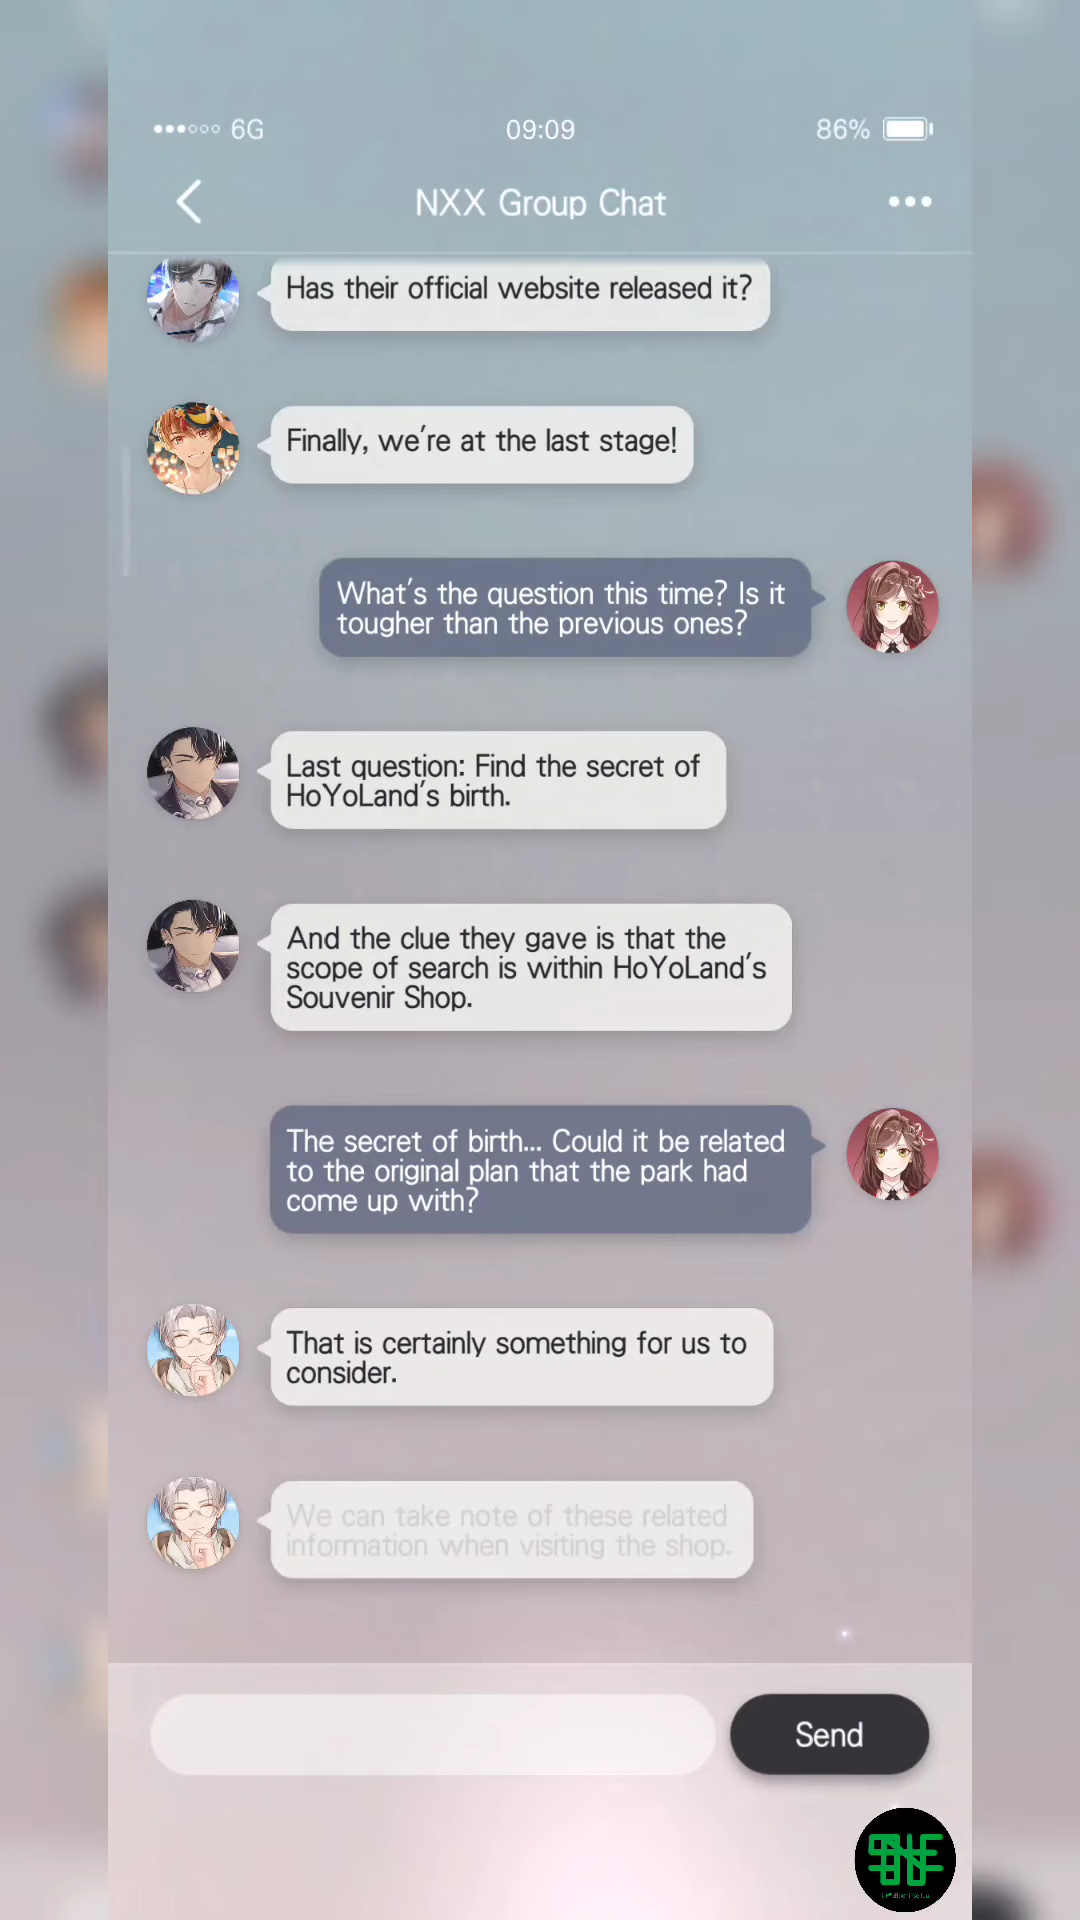 6G 09:09 86%
NXX Group Chat
Has their official website released it?
Finally, we're at the last stage!
What's the question this time? Is it
tougher than the previous ones?
Last question: Find the secret of
HoYoLand's birth.
And the clue they gave is that the
scope of search is within HoYoLand's
Souvenir Shop.
The secret of birth... Could it be related
to the original plan that the park had
come up with?
That is certainly something for us to
consider.
We can take note of these related
information when visiting the shop.
Send